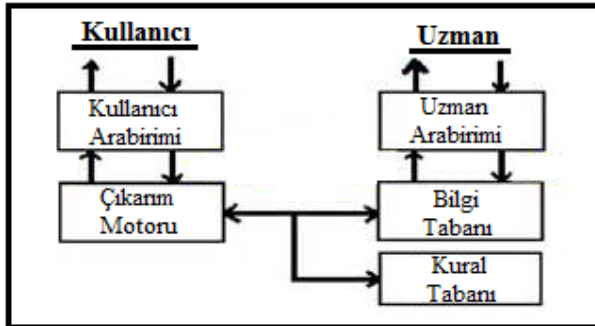 Kullanıcı
Uzman
Kullanıcı
Arabirimi
Uzman
Arabirimi
Çıkarım
Motoru
Bilgi
Tabanı
Kural
Tabanı